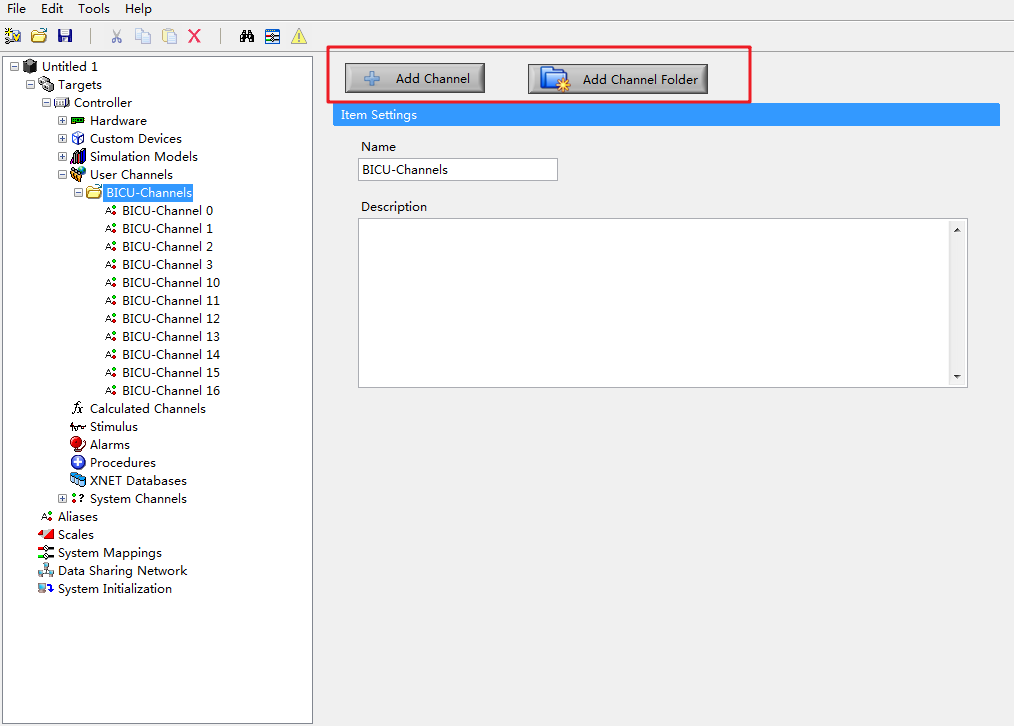 File Edit Tools Help
Untitled 1
Targets
Controller
Hardware
Custom Devices
Simulation Models
User Channels
BICU-Channels
BICU-Channel 0
BICU-Channel 1
BICU-Channel 2
BICU-Channel 3
BICU-Channel 10
BICU-Channel 11
BICU-Channel 12
BICU-Channel 13
BICU-Channel 14
BICU-Channel 15
BICU-Channel 16
Calculated Channels
Stimulus
Alarms
Procedures
XNET Databases
System Channels
Aliases
Scales
System Mappings
Data Sharing Network
System Initialization
Add Channel Add Channel Folder
Item Settings
Name
BICU-Channels
Description